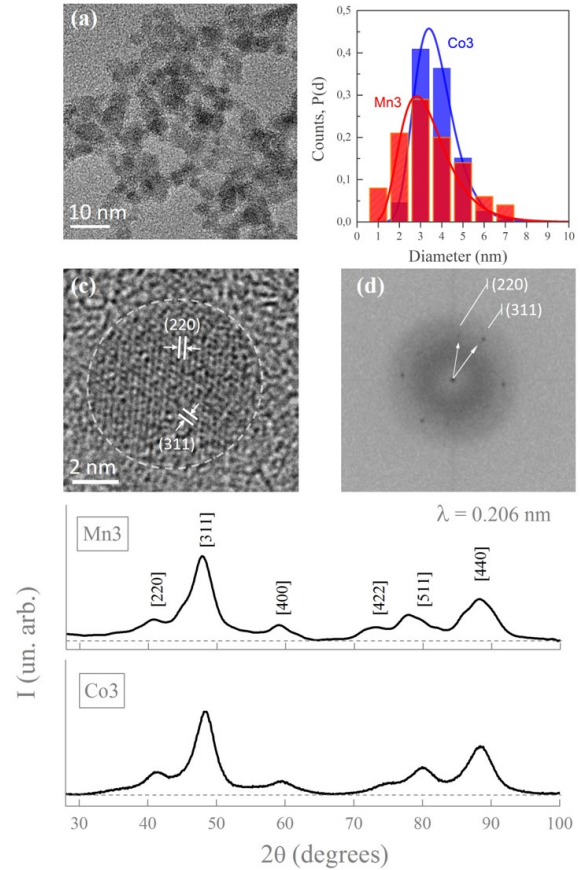 (a)
10 nm
Counts, P(d)
0,5
0,4
0,3
0,2
0,1
0,0
Co3
Mn3
0 1 2 3 4 5 6 7 8 9 10
Diameter (nm)
(c)
(220)
(311)
2 nm
(d)
(220)
(311)
λ = 0.206 nm
I (un. arb.)
Mn3
[220]
[311]
[400]
[422]
[511]
[440]
Co3
30 40 50 60 70 80 90 100
2θ (degrees)